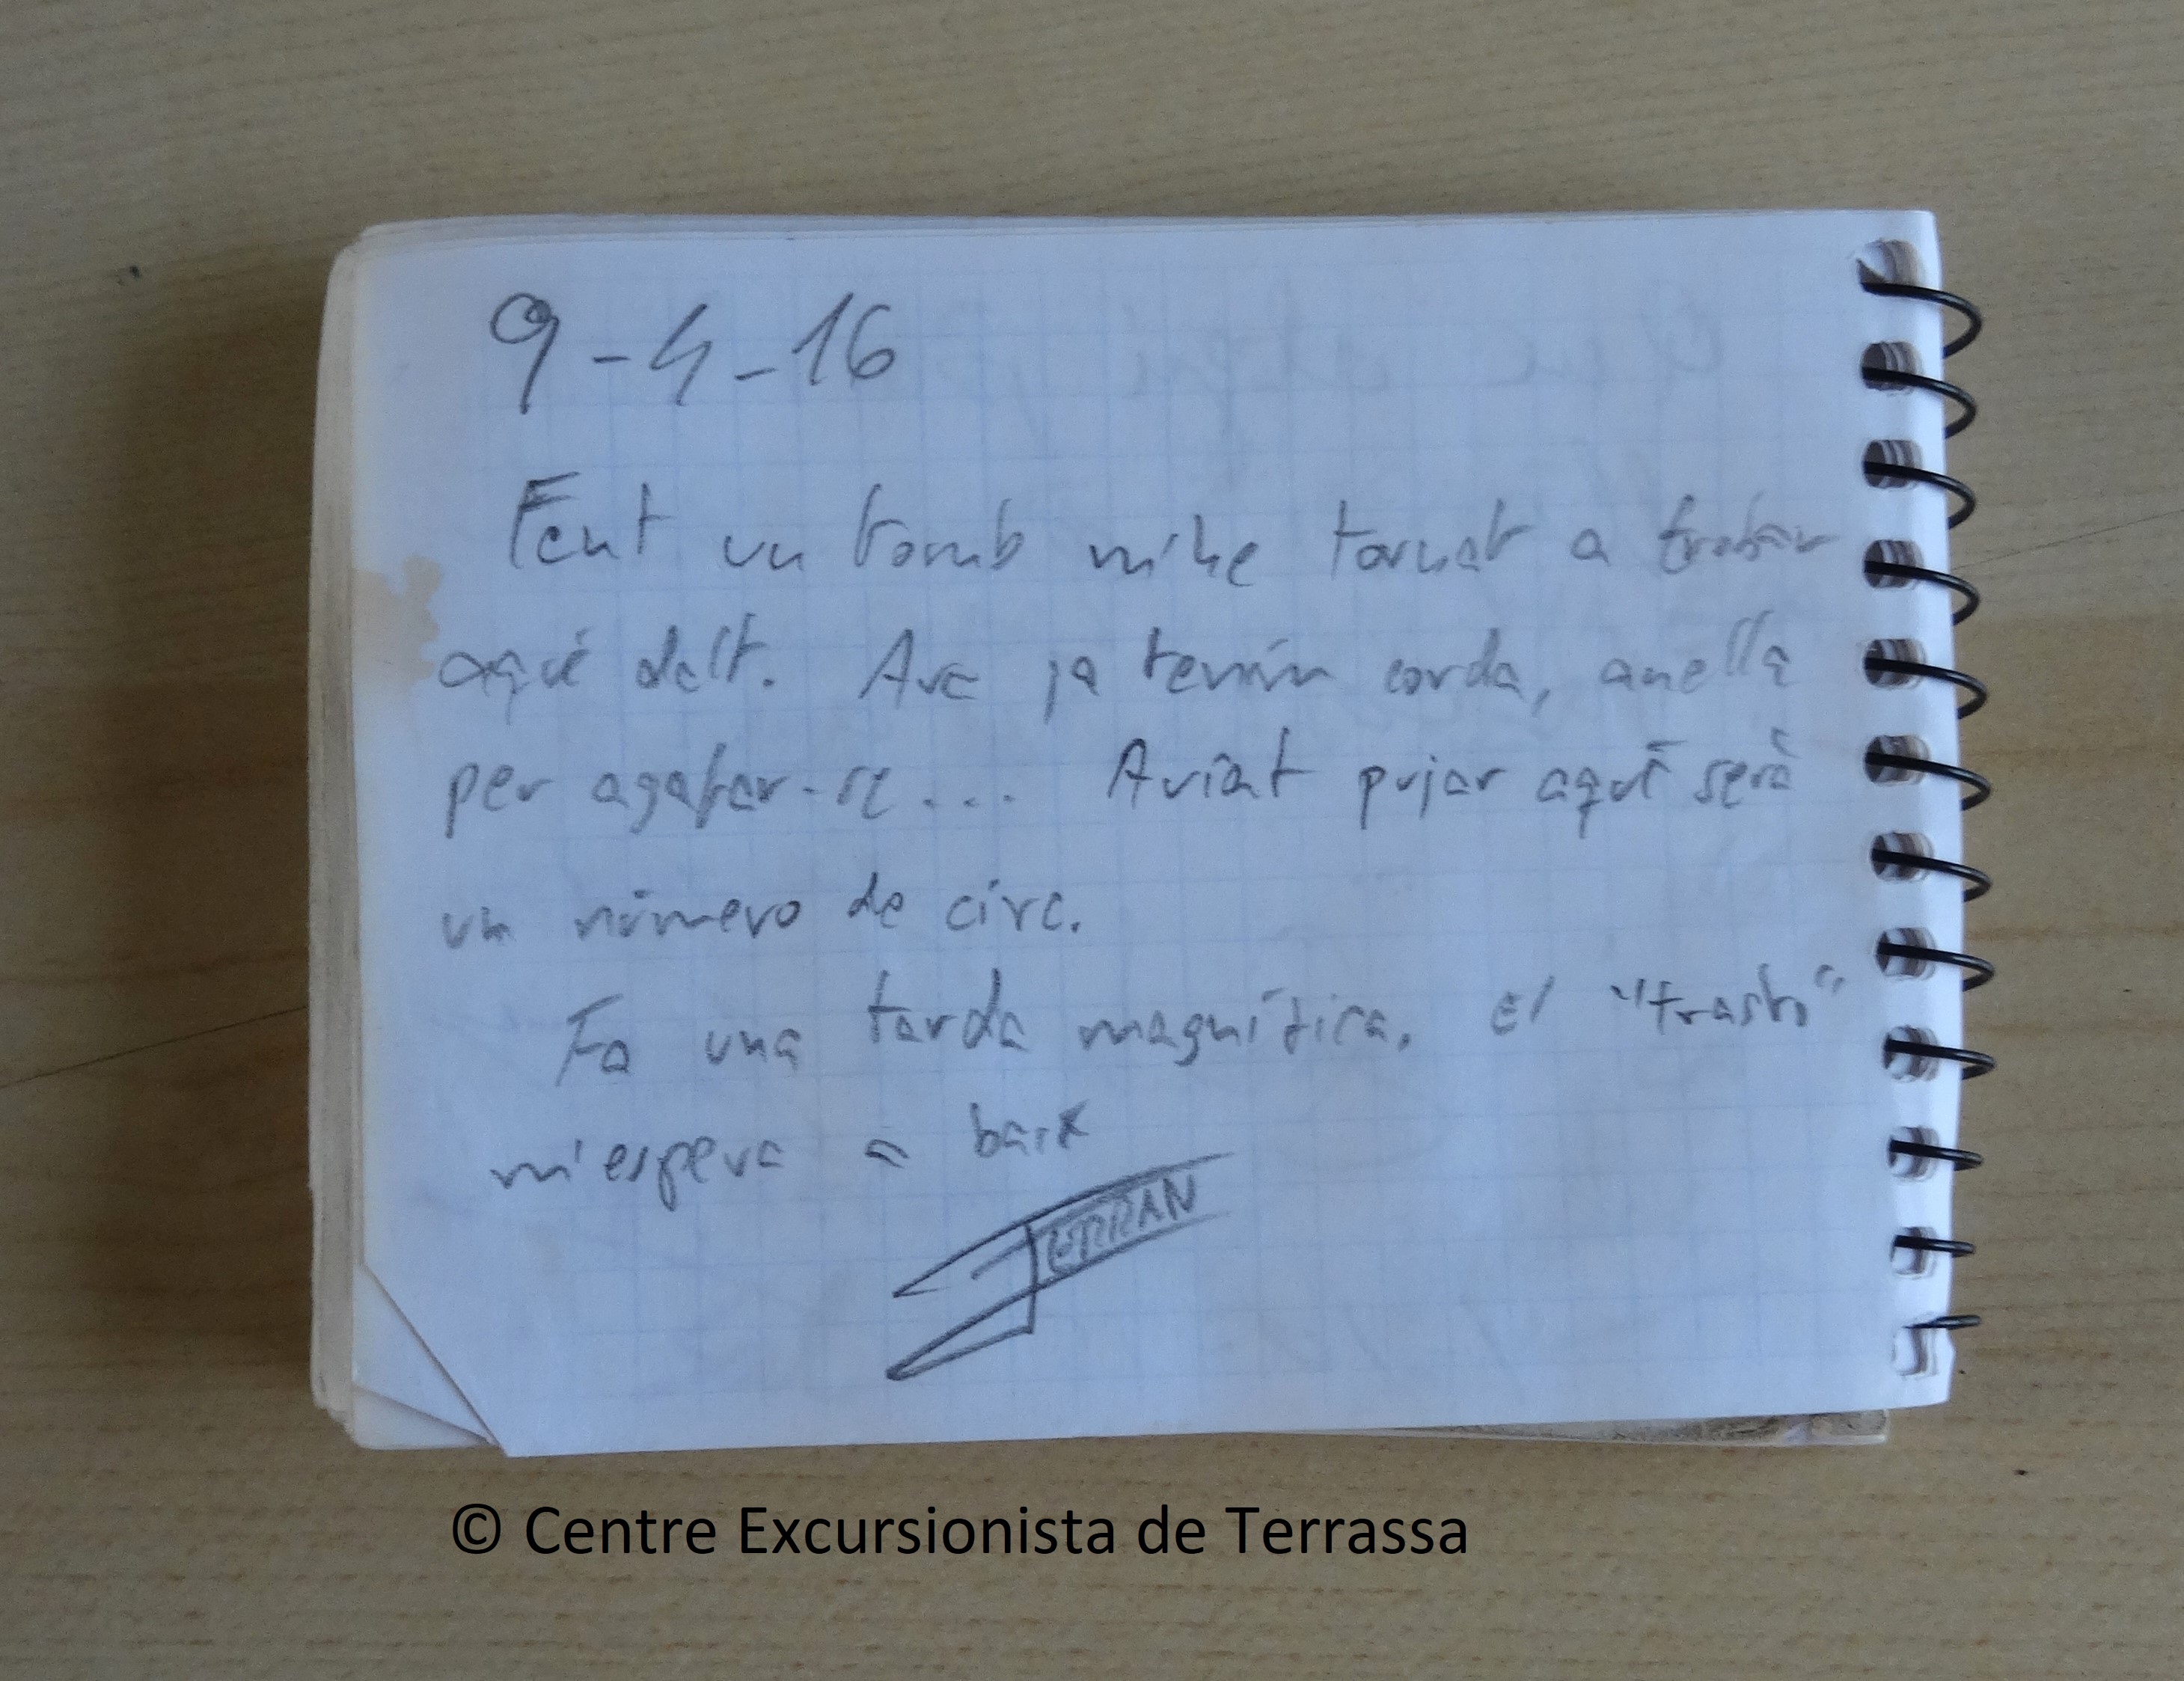 9-4-16
Fent un tomb m'he tornat a trobar
aquí dalt. Ara ja tenim corda, anella
per agafar-se... Aviat pujar aquí serà
un número de circ.
Fa una tarda magnífica. El "trasto"
m'espera a baix
FERRAN
© Centre Excursionista de Terrassa